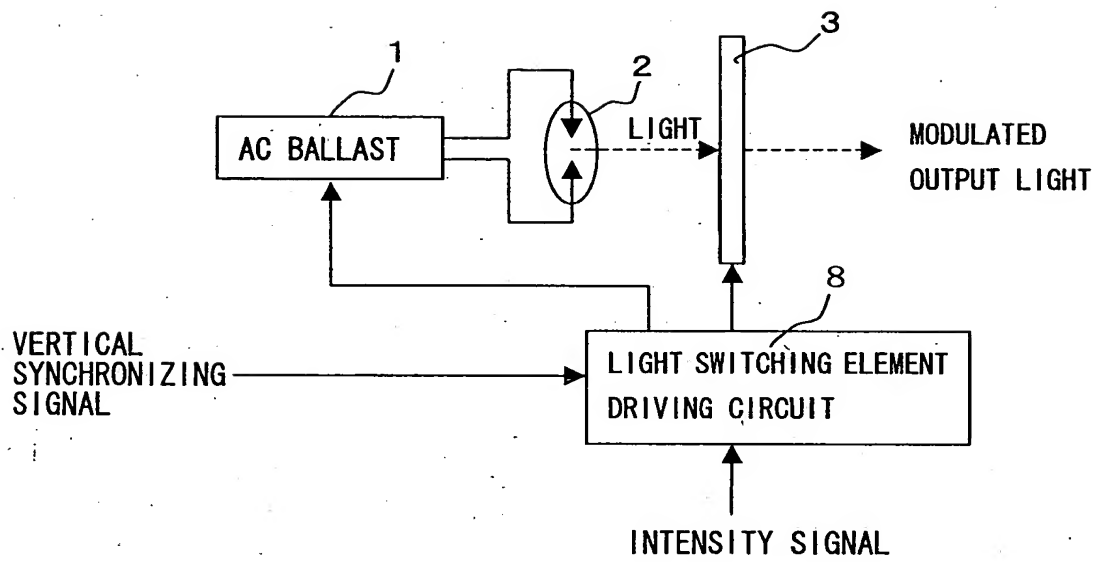 3
1
2
AC BALLAST
LIGHT
MODULATED
OUTPUT LIGHT
8
VERTICAL
SYNCHRONIZING
SIGNAL
LIGHT SWITCHING ELEMENT
DRIVING CIRCUIT
INTENSITY SIGNAL